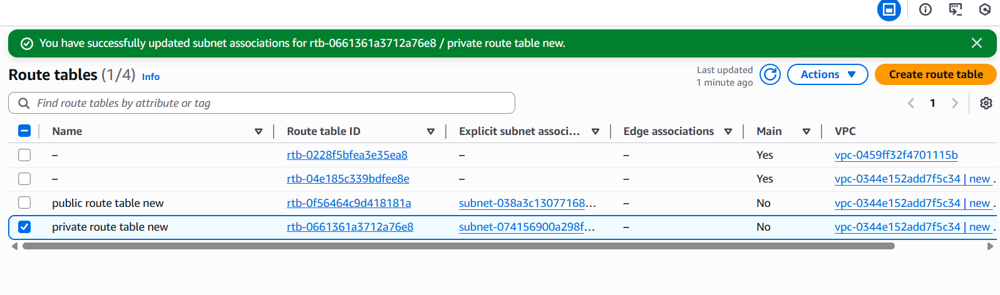 You have successfully updated subnet associations for rtb-0661361a3712a76e8 / private route table new.
Route tables (1/4) Info
Last updated
1 minute ago
Actions
Create route table
Find route tables by attribute or tag
1
Name Route table ID Explicit subnet associ... Edge associations Main VPC
– rtb-0228f5bfea3e35ea8 – – Yes vpc-0459ff32f4701115b
– rtb-04e185c339bdfee8e – – Yes vpc-0344e152add7f5c34 | new .
public route table new rtb-0f56464c9d418181a subnet-038a3c13077168... – No vpc-0344e152add7f5c34 | new .
private route table new rtb-0661361a3712a76e8 subnet-074156900a298f... – No vpc-0344e152add7f5c34 | new .